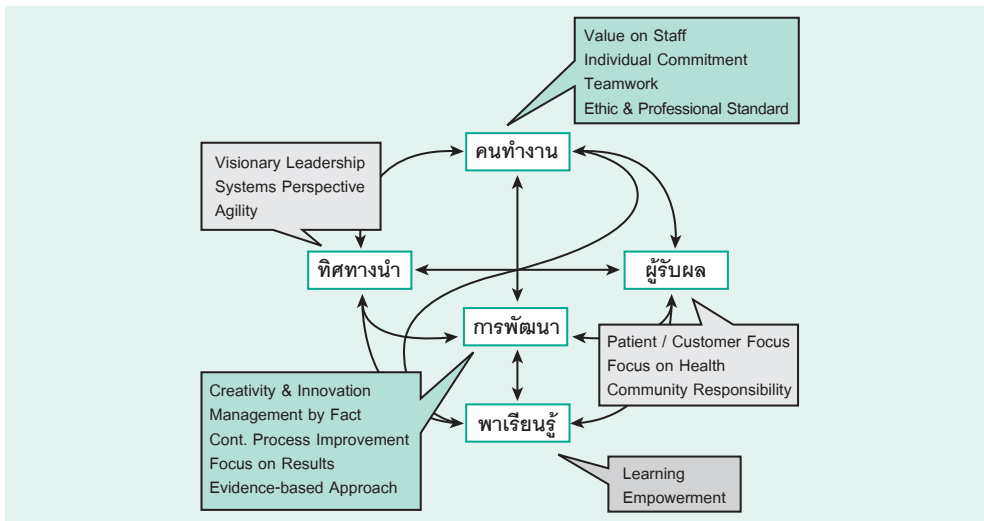 Value on Staff
Individual Commitment
Teamwork
Ethic & Professional Standard
คนทำงาน
Visionary Leadership
Systems Perspective
Agility
ทิศทางนำ
ผู้รับผล
การพัฒนา
Patient / Customer Focus
Focus on Health
Community Responsibility
Creativity & Innovation
Management by Fact
Cont. Process Improvement
Focus on Results
Evidence-based Approach
พาเรียนรู้
Learning
Empowerment